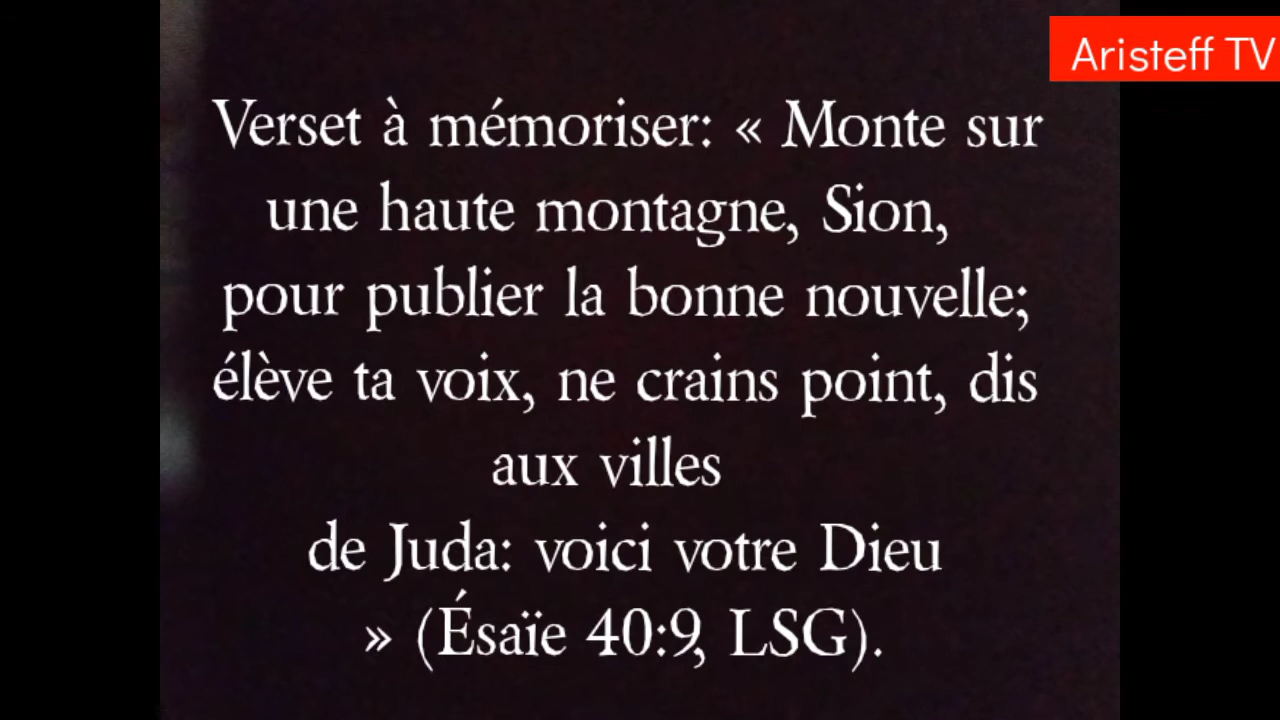 Aristeff TV
Verset à mémoriser: « Monte sur
une haute montagne, Sion,
pour publier la bonne nouvelle;
élève ta voix, ne crains point, dis
aux villes
de Juda: voici votre Dieu
» (Ésaïe 40:9, LSG).